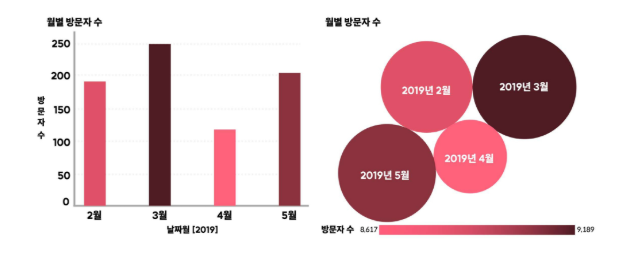 월별 방문자 수
250
200
150
100
50
0
방문자 수
2월 3월 4월 5월
날짜월 [2019]
월별 방문자 수
2019년 2월
2019년 3월
2019년 4월
2019년 5월
방문자 수 8,617 9,189